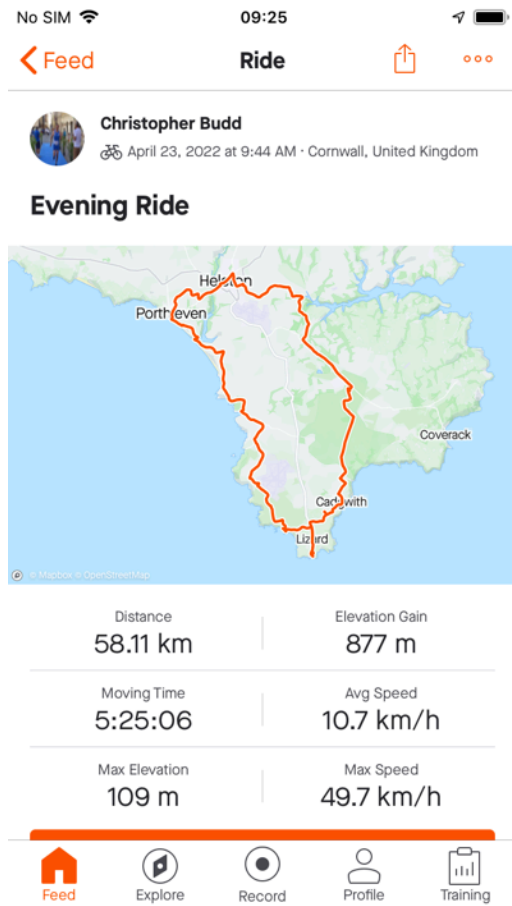 No SIM 09:25
Feed Ride
Christopher Budd
April 23, 2022 at 9:44 AM · Cornwall, United Kingdom
Evening Ride
Helston
Porthleven
Coverack
Cadgwith
Lizard
© Mapbox © OpenStreetMap
Distance Elevation Gain
58.11 km 877 m
Moving Time Avg Speed
5:25:06 10.7 km/h
Max Elevation Max Speed
109 m 49.7 km/h
Feed Explore Record Profile Training